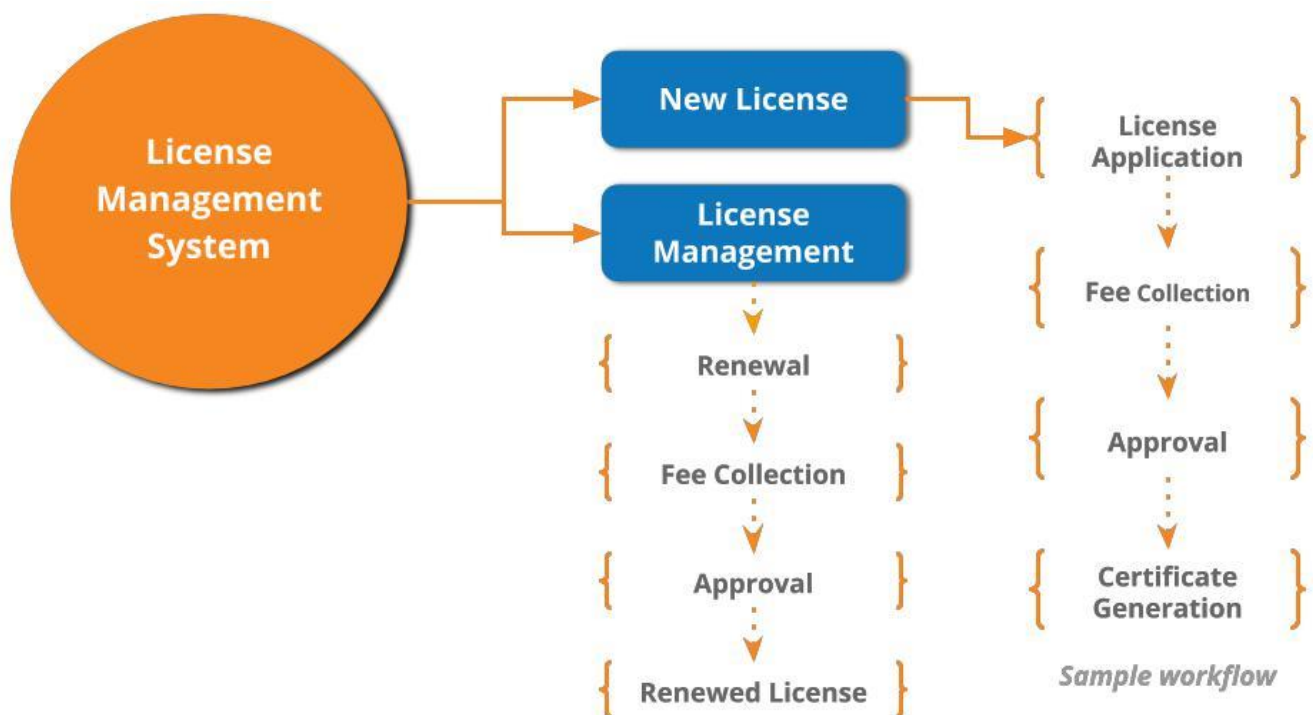 License
Management
System
New License
License
Management
Renewal
Fee Collection
Approval
Renewed License
License
Application
Fee Collection
Approval
Certificate
Generation
Sample workflow